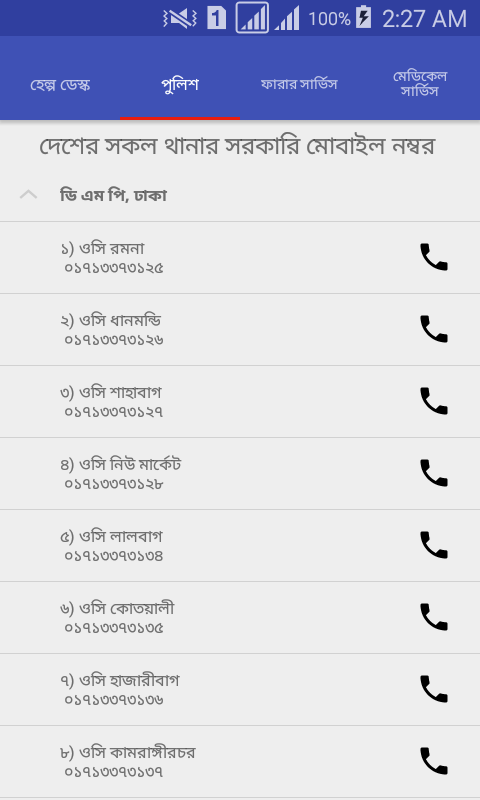 1 100% 2:27 AM
হেল্প ডেস্ক পুলিশ ফারার সার্ভিস মেডিকেল
সার্ভিস
দেশের সকল থানার সরকারি মোবাইল নম্বর
ডি এম পি, ঢাকা
১) ওসি রমনা
০১৭১৩৩৭৩১২৫
২) ওসি ধানমন্ডি
০১৭১৩৩৭৩১২৬
৩) ওসি শাহাবাগ
০১৭১৩৩৭৩১২৭
৪) ওসি নিউ মার্কেট
০১৭১৩৩৭৩১২৮
৫) ওসি লালবাগ
০১৭১৩৩৭৩১৩৪
৬) ওসি কোতয়ালী
০১৭১৩৩৭৩১৩৫
৭) ওসি হাজারীবাগ
০১৭১৩৩৭৩১৩৬
৮) ওসি কামরাঙ্গীরচর
০১৭১৩৩৭৩১৩৭